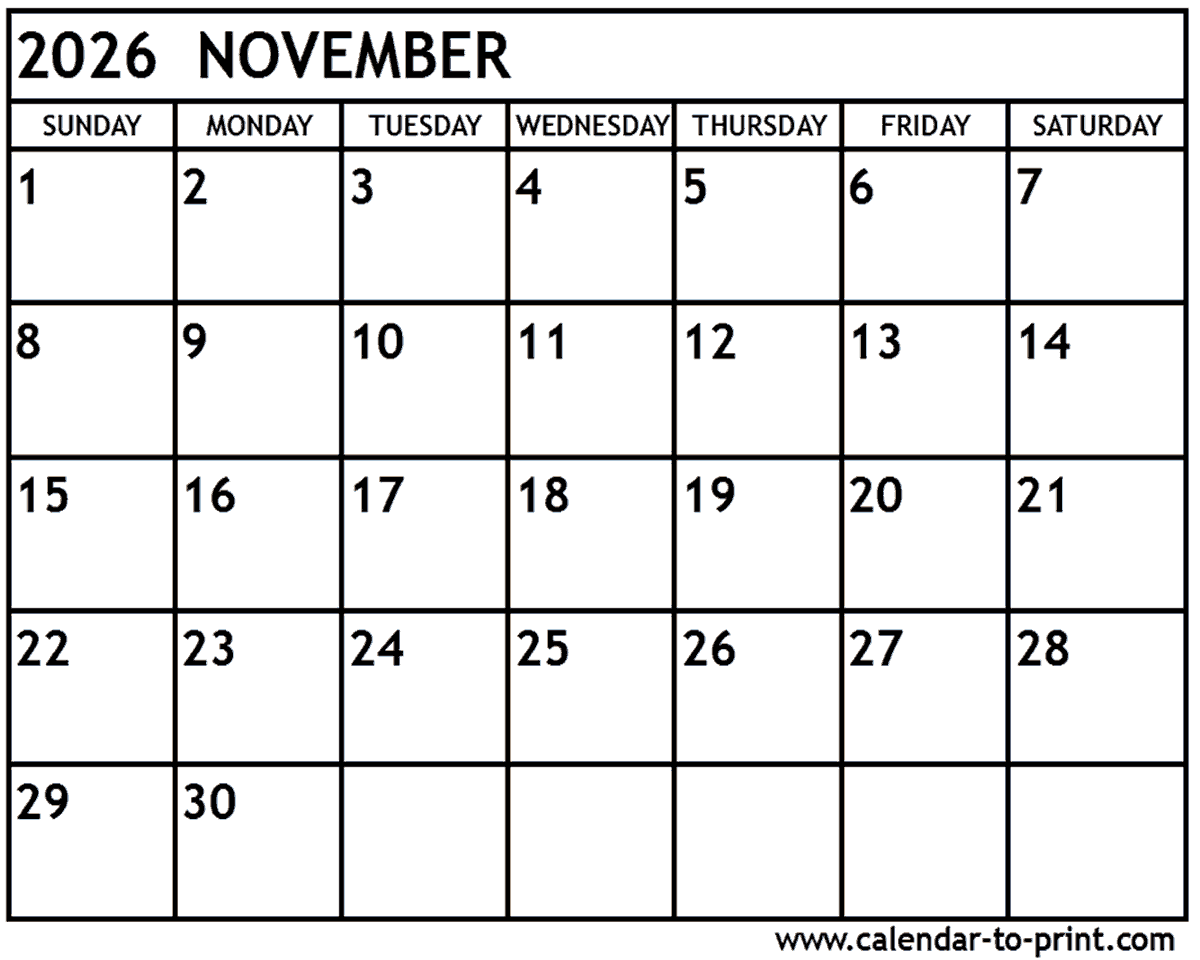 2026 NOVEMBER
SUNDAY MONDAY TUESDAY WEDNESDAY THURSDAY FRIDAY SATURDAY
1 2 3 4 5 6 7
8 9 10 11 12 13 14
15 16 17 18 19 20 21
22 23 24 25 26 27 28
29 30
www.calendar-to-print.com